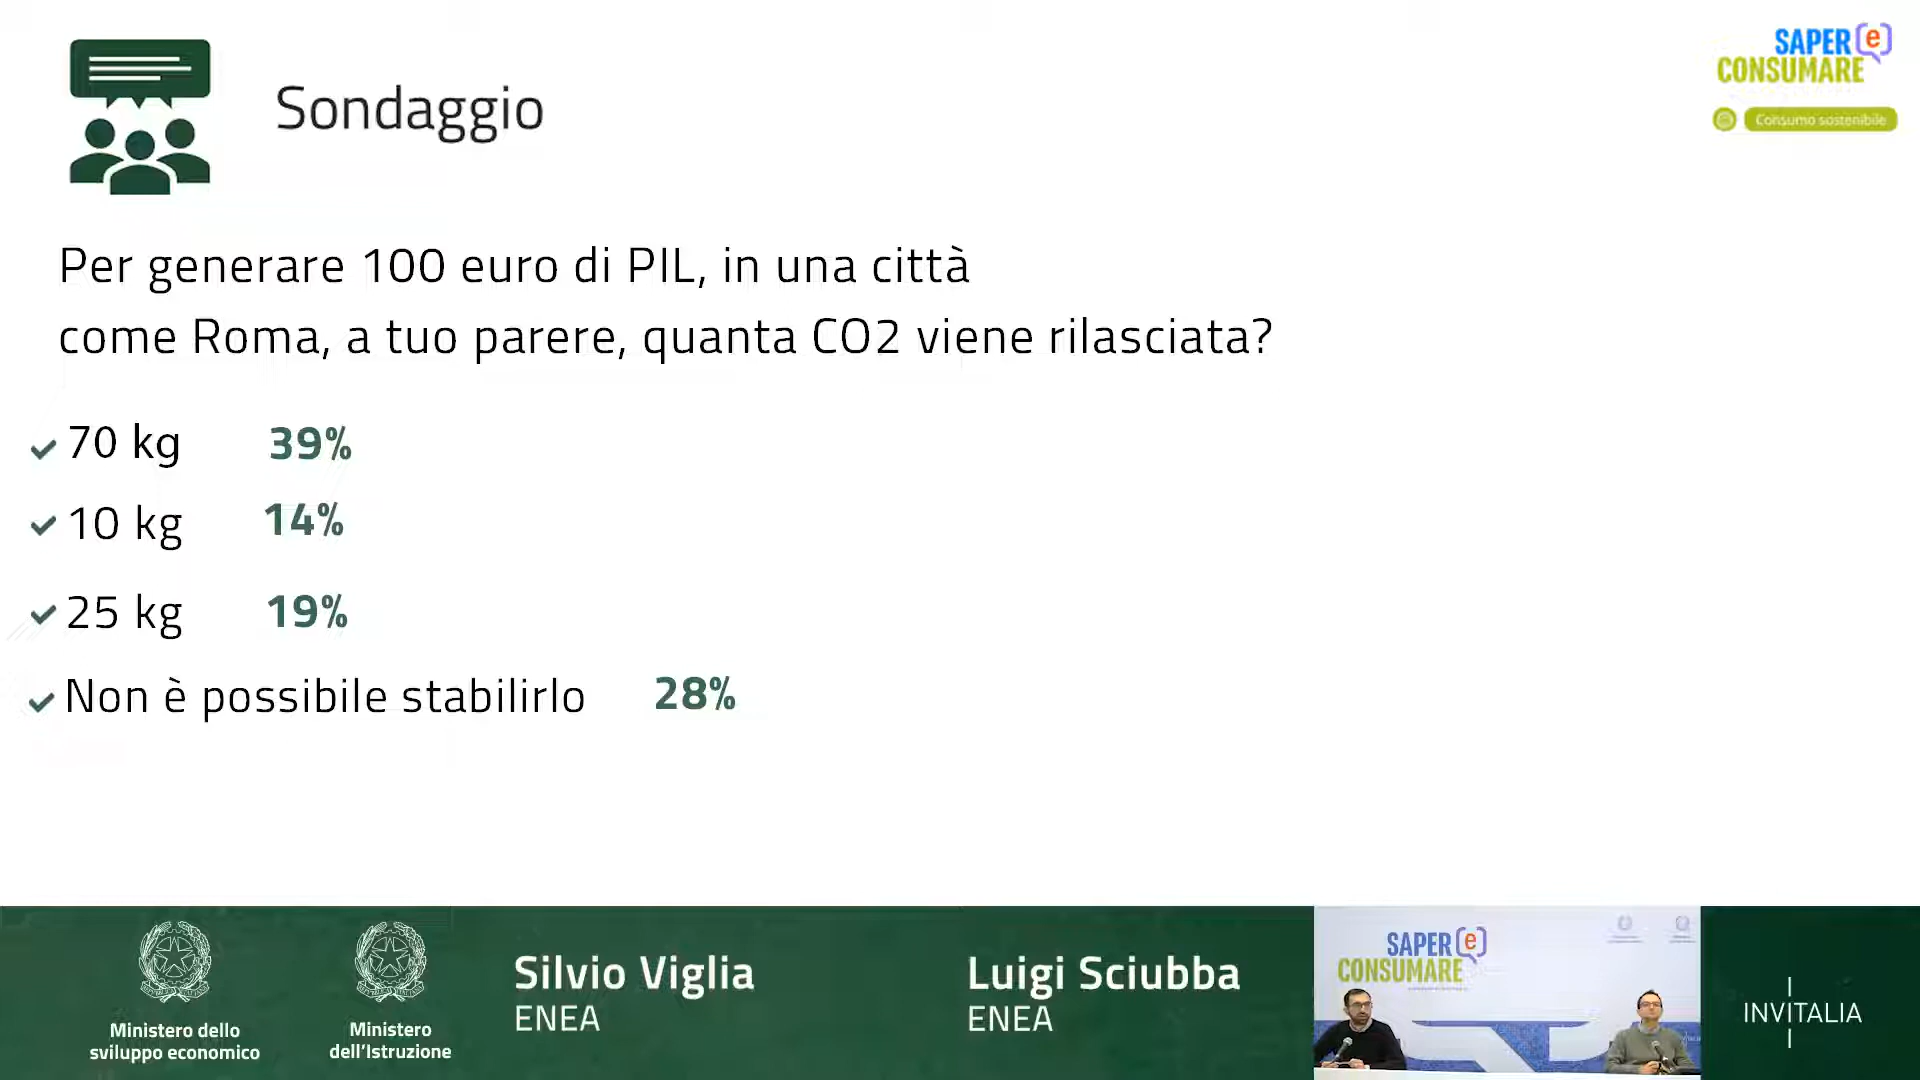 SAPER e
CONSUMARE
Consumo sostenibile
Sondaggio
Per generare 100 euro di PIL, in una città
come Roma, a tuo parere, quanta CO2 viene rilasciata?
70 kg 39%
10 kg 14%
25 kg 19%
Non è possibile stabilirlo 28%
Ministero dello
sviluppo economico
Ministero
dell'Istruzione
Silvio Viglia
ENEA
Luigi Sciubba
ENEA
SAPER e
CONSUMARE
INVITALIA